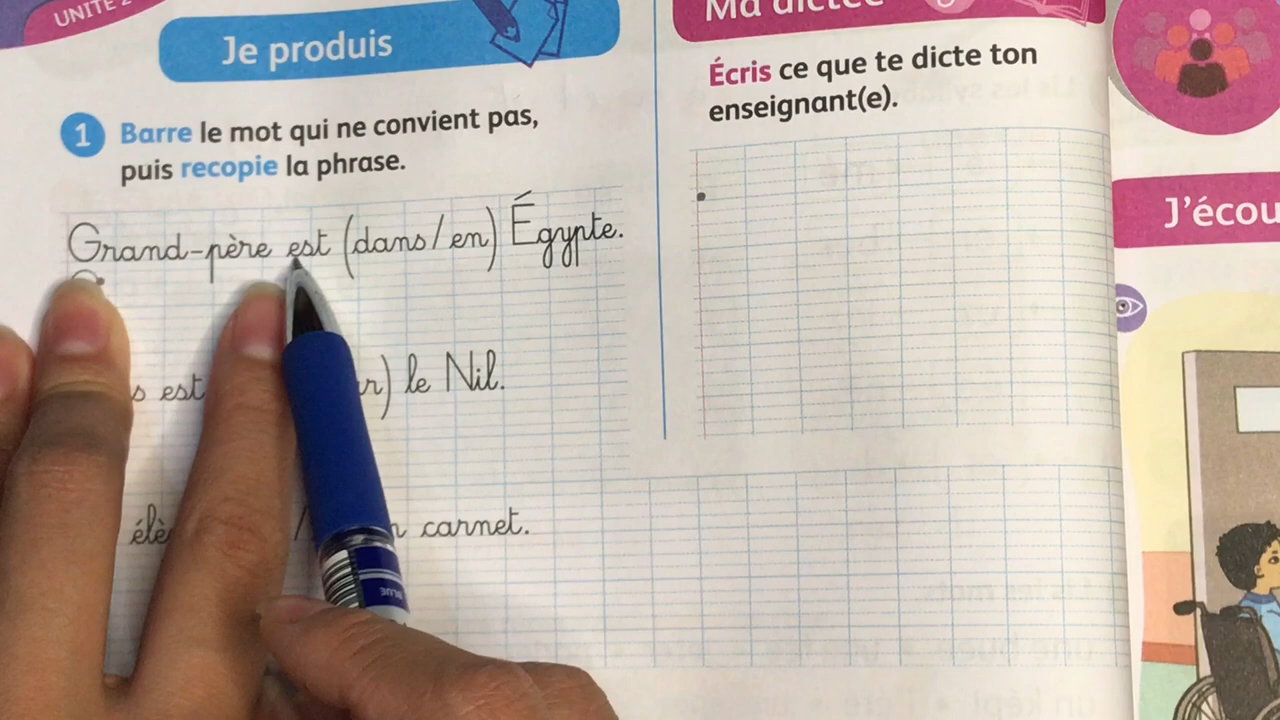 UNITÉ 2
Je produis
1 Barre le mot qui ne convient pas,
puis recopie la phrase.
Grand-père est (dans/en) Égypte.
s est r) le Nil.
élè / carnet.
Ma dictée
Écris ce que te dicte ton
enseignant(e).
J'écou
BLUE